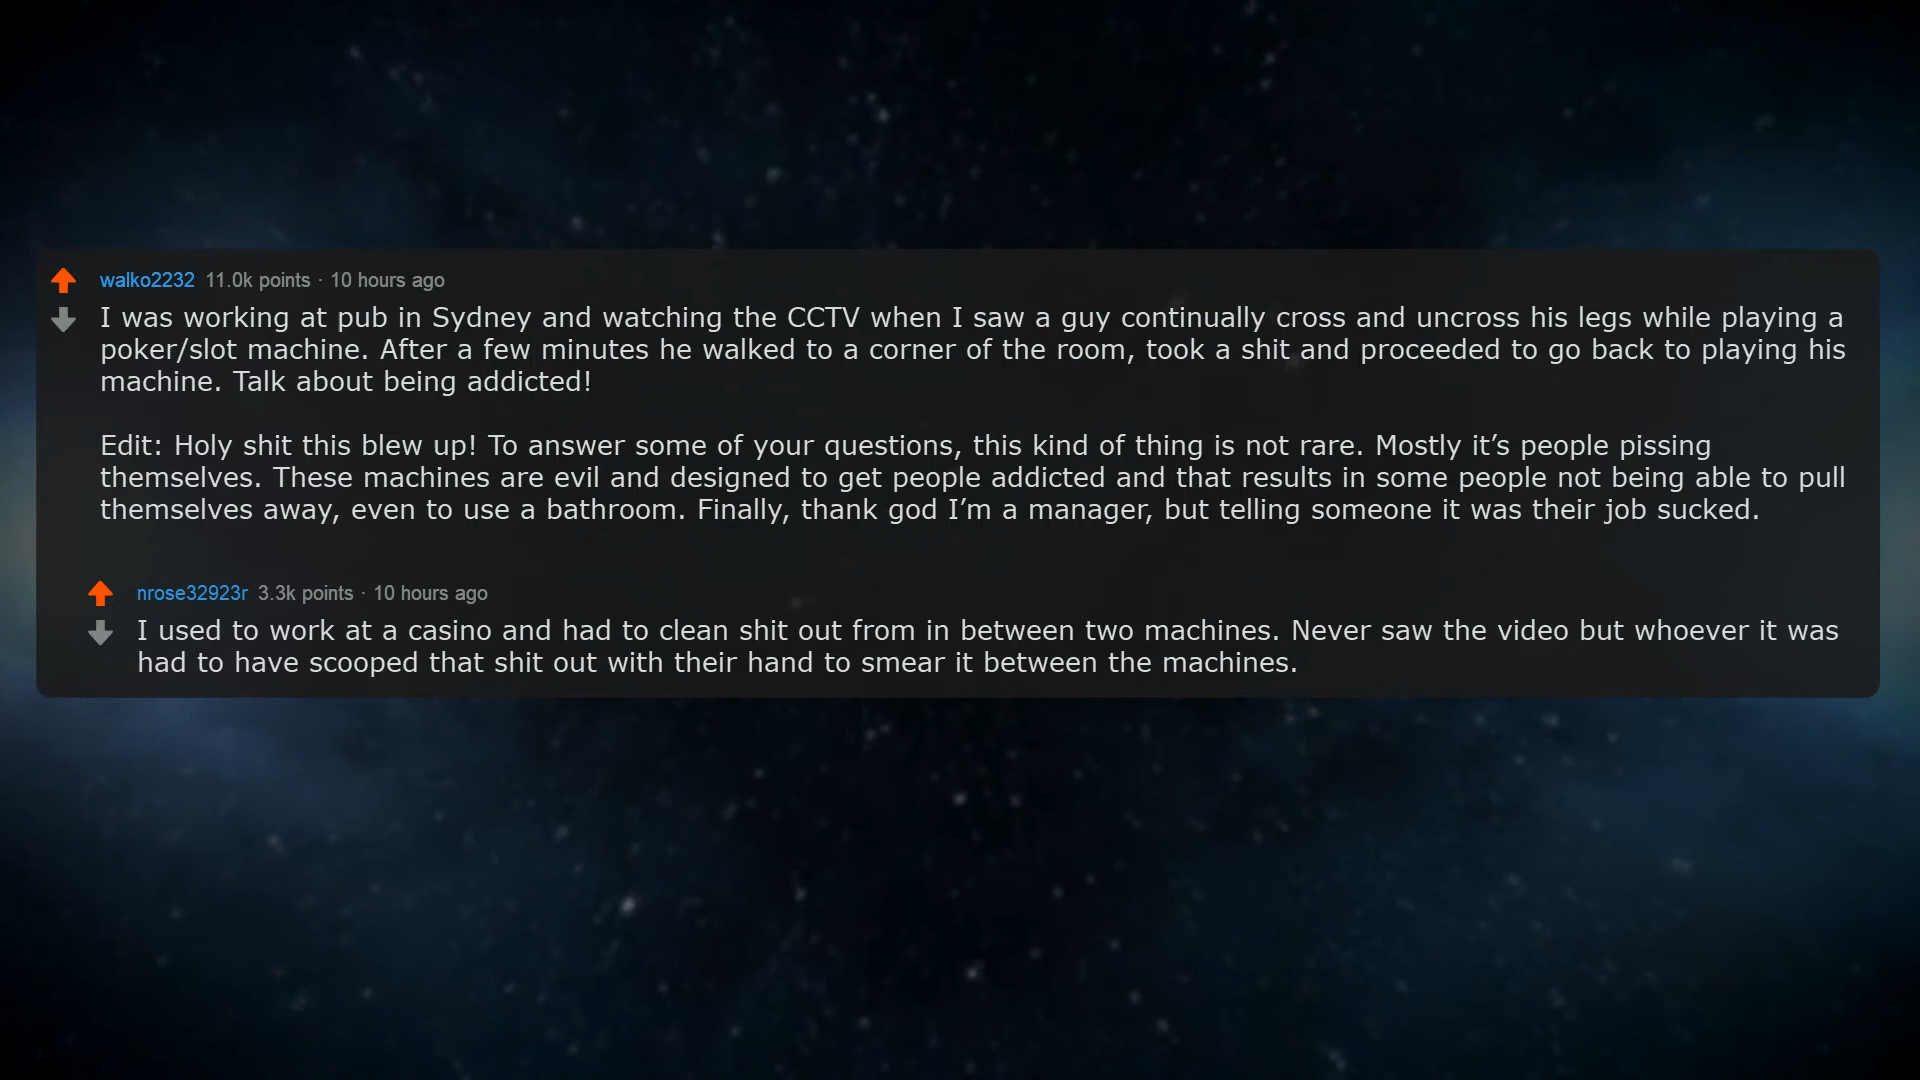 walko2232 11.0k points · 10 hours ago
I was working at pub in Sydney and watching the CCTV when I saw a guy continually cross and uncross his legs while playing a
poker/slot machine. After a few minutes he walked to a corner of the room, took a shit and proceeded to go back to playing his
machine. Talk about being addicted!
Edit: Holy shit this blew up! To answer some of your questions, this kind of thing is not rare. Mostly it’s people pissing
themselves. These machines are evil and designed to get people addicted and that results in some people not being able to pull
themselves away, even to use a bathroom. Finally, thank god I’m a manager, but telling someone it was their job sucked.
nrose32923r 3.3k points · 10 hours ago
I used to work at a casino and had to clean shit out from in between two machines. Never saw the video but whoever it was
had to have scooped that shit out with their hand to smear it between the machines.